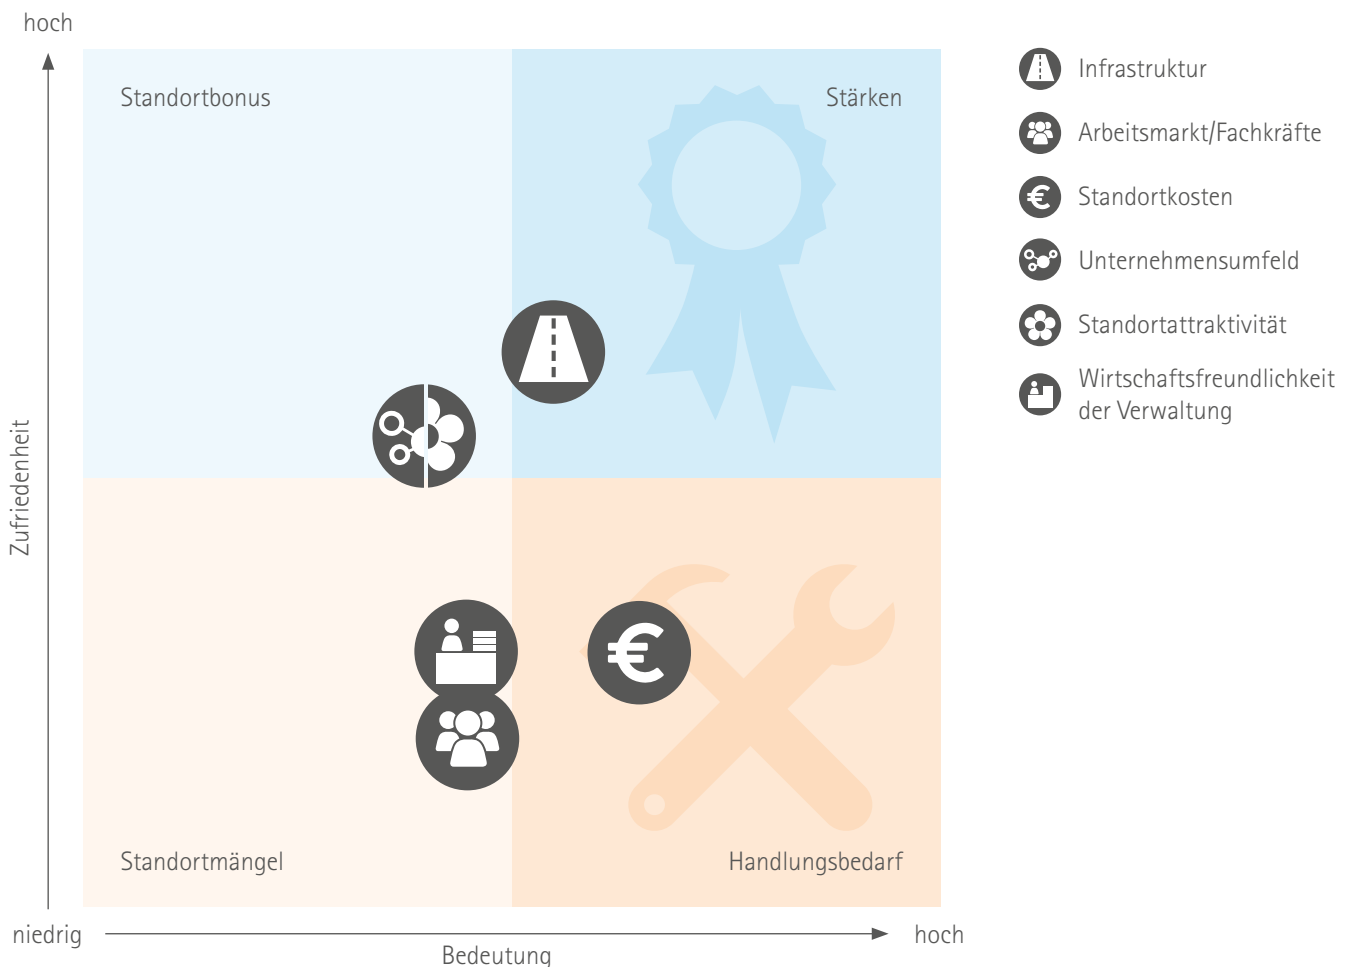 hoch
Standortbonus
Stärken
Zufriedenheit
Standortmängel
Handlungsbedarf
niedrig
Bedeutung
hoch
Infrastruktur
Arbeitsmarkt/Fachkräfte
€
Standortkosten
Unternehmensumfeld
Standortattraktivität
Wirtschaftsfreundlichkeit
der Verwaltung
€